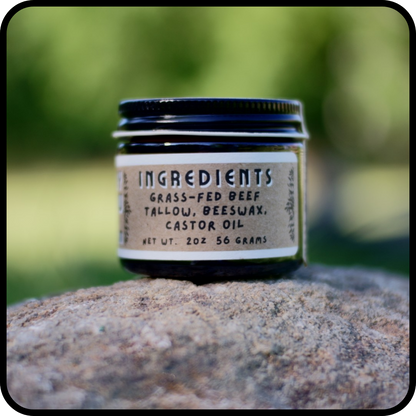 INGREDIENTS
GRASS-FED BEEF
TALLOW, BEESWAX,
CASTOR OIL
NET WT. 2OZ 56 GRAMS